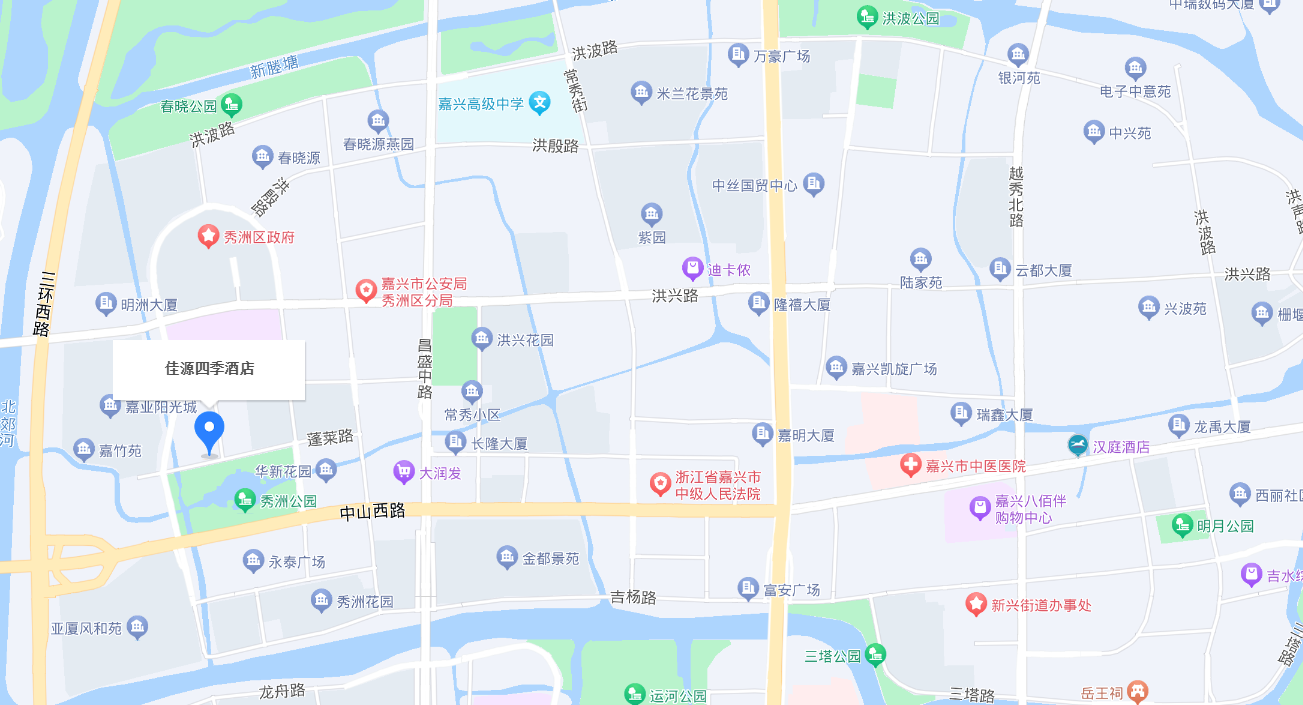 中瑞数码大厦
洪波公园
洪波路
万豪广场
银河苑
新塍塘
常秀街
米兰花景苑
电子中意苑
春晓公园
嘉兴高级中学
洪波路
春晓源燕园
中兴苑
洪殷路
春晓源
洪殷路
中丝国贸中心
越秀北路
紫园
洪波路
秀洲区政府
迪卡侬
陆家苑
云都大厦
洪兴路
三环西路
明洲大厦
嘉兴市公安局
秀洲区分局
洪兴路
隆禧大厦
兴波苑
栅堰
昌盛中路
洪兴花园
佳源四季酒店
嘉兴凯旋广场
北郊河
嘉业阳光城
常秀小区
瑞鑫大厦
龙禹大厦
嘉竹苑
蓬莱路
长隆大厦
嘉明大厦
汉庭酒店
华新花园
大润发
浙江省嘉兴市
中级人民法院
嘉兴市中医医院
秀洲公园
中山西路
嘉兴八佰伴
购物中心
西丽社区
明月公园
永泰广场
金都景苑
吉水
秀洲花园
吉杨路
富安广场
新兴街道办事处
亚厦风和苑
三塔公园
三塔路
龙舟路
运河公园
三塔路
岳王祠